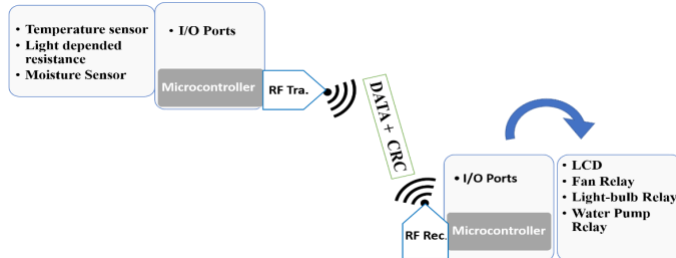 • Temperature sensor
• Light depended
resistance
• Moisture Sensor
• I/O Ports
Microcontroller
RF Tra.
DATA + CRC
• I/O Ports
RF Rec.
Microcontroller
• LCD
• Fan Relay
• Light-bulb Relay
• Water Pump
Relay